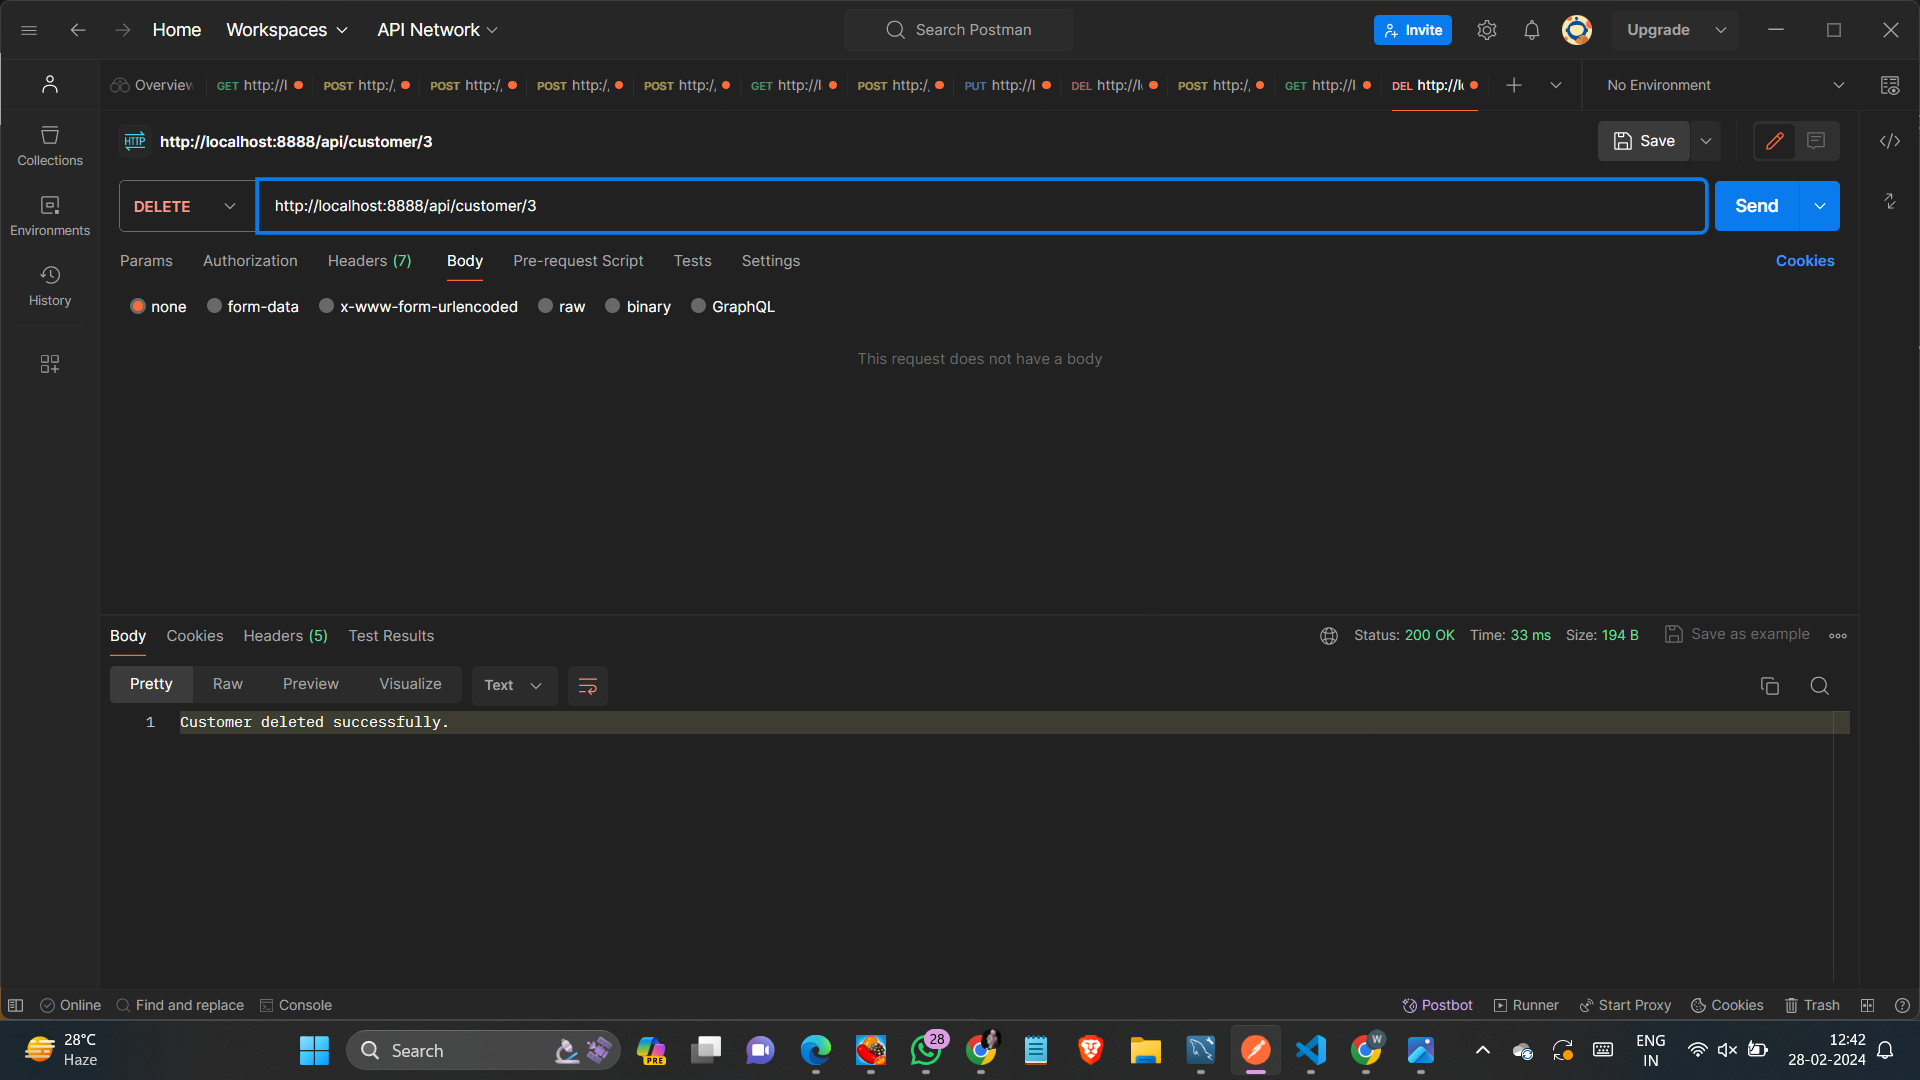 Home Workspaces API Network Search Postman Invite Upgrade
Overview GET http://l POST http:/, POST http:/, POST http:/, POST http:/, GET http://l POST http:/, PUT http://l DEL http://l POST http:/, GET http://l DEL http://l No Environment
HTTP http://localhost:8888/api/customer/3 Save
Collections
DELETE http://localhost:8888/api/customer/3 Send
Environments
Params Authorization Headers (7) Body Pre-request Script Tests Settings Cookies
History
none form-data x-www-form-urlencoded raw binary GraphQL
This request does not have a body
Body Cookies Headers (5) Test Results Status: 200 OK Time: 33 ms Size: 194 B Save as example
Pretty Raw Preview Visualize Text
1 Customer deleted successfully.
Online Find and replace Console Postbot Runner Start Proxy Cookies Trash
28°C
Haze
Search
PRE
28
W
ENG
IN
12:42
28-02-2024